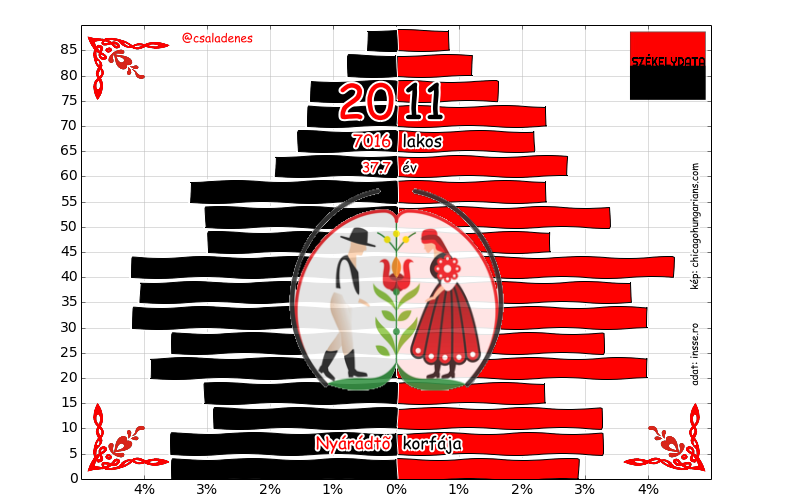 @csaladenes
SZÉKELYDATA
2011
7016 lakos
37.7 év
kép: chicagohungarians.com
adat: insse.ro
Nyárádtő korfája
85
80
75
70
65
60
55
50
45
40
35
30
25
20
15
10
5
0
4% 3% 2% 1% 0% 1% 2% 3% 4%